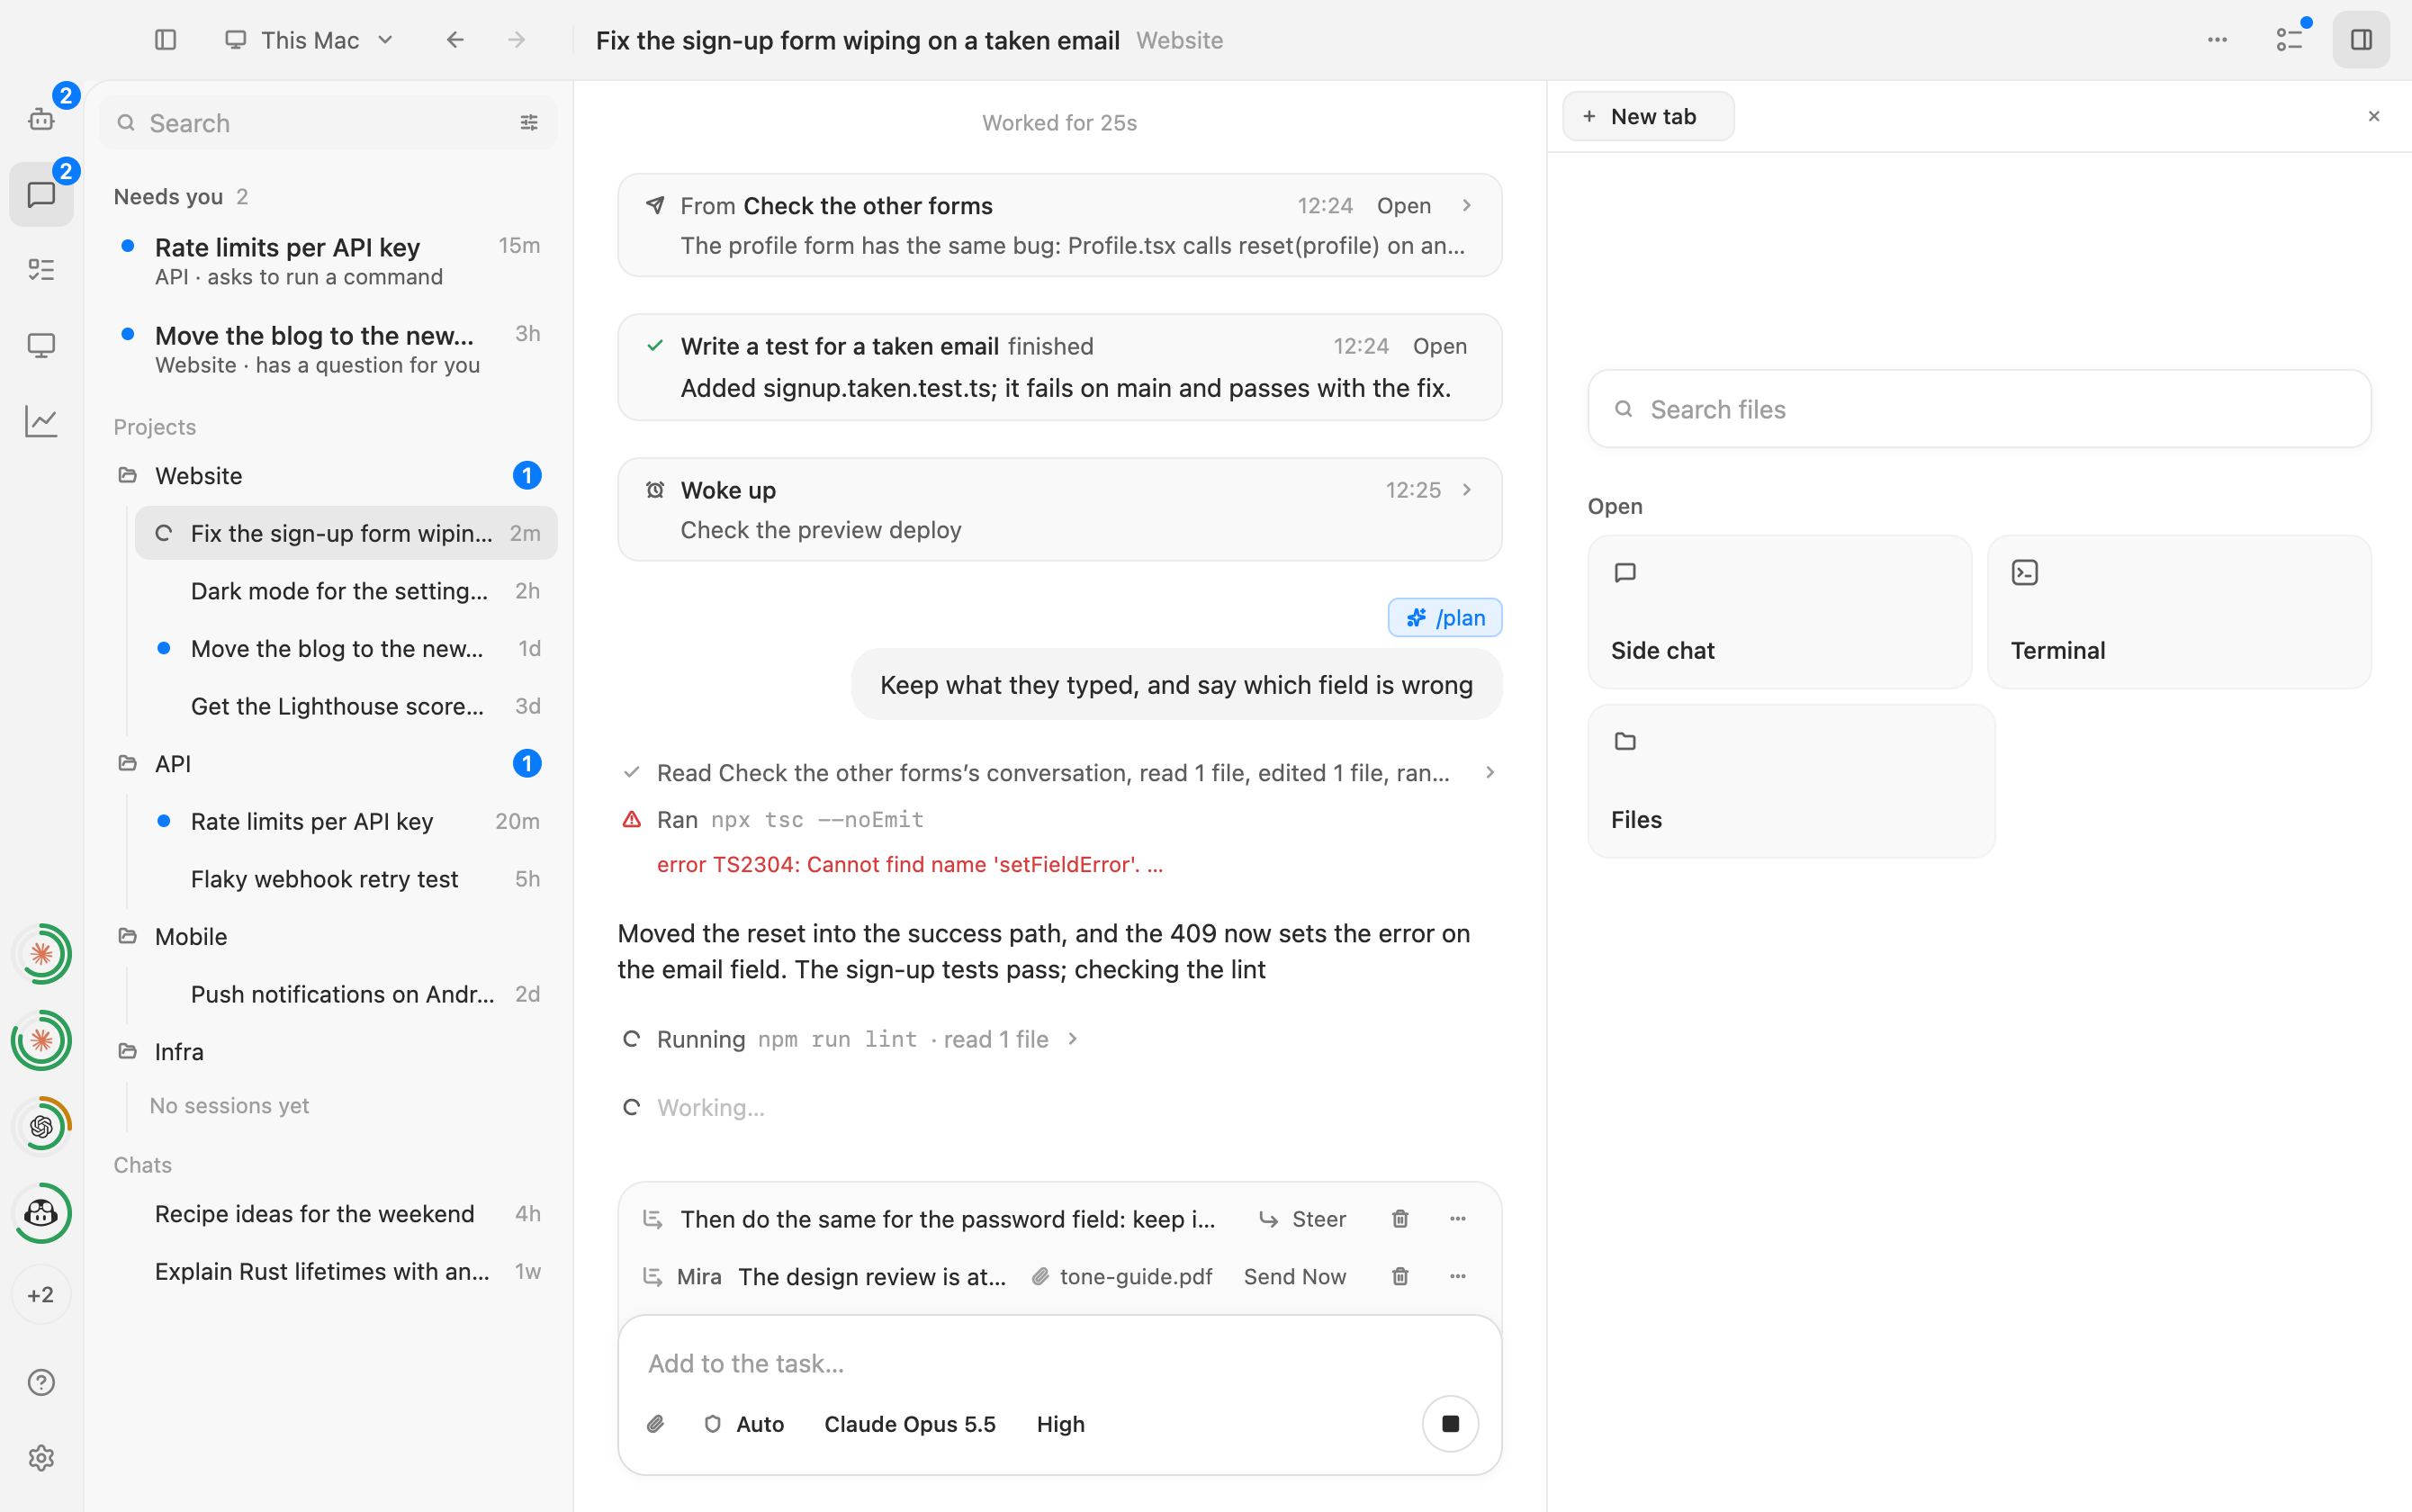 This Mac
Fix the sign-up form wiping on a taken email Website
2
2
Search
Needs you 2
Rate limits per API key 15m
API · asks to run a command
Move the blog to the new... 3h
Website · has a question for you
Projects
Website 1
Fix the sign-up form wipin... 2m
Dark mode for the setting... 2h
Move the blog to the new... 1d
Get the Lighthouse score... 3d
API 1
Rate limits per API key 20m
Flaky webhook retry test 5h
Mobile
Push notifications on Andr... 2d
Infra
No sessions yet
Chats
Recipe ideas for the weekend 4h
Explain Rust lifetimes with an... 1w
+2
Worked for 25s
From Check the other forms 12:24 Open
The profile form has the same bug: Profile.tsx calls reset(profile) on an...
Write a test for a taken email finished 12:24 Open
Added signup.taken.test.ts; it fails on main and passes with the fix.
Woke up 12:25
Check the preview deploy
/plan
Keep what they typed, and say which field is wrong
Read Check the other forms’s conversation, read 1 file, edited 1 file, ran...
Ran npx tsc --noEmit
error TS2304: Cannot find name 'setFieldError'. ...
Moved the reset into the success path, and the 409 now sets the error on
the email field. The sign-up tests pass; checking the lint
Running npm run lint · read 1 file
Working...
Then do the same for the password field: keep i... Steer
Mira The design review is at... tone-guide.pdf Send Now
Add to the task...
Auto Claude Opus 5.5 High
New tab
Search files
Open
Side chat
Terminal
Files